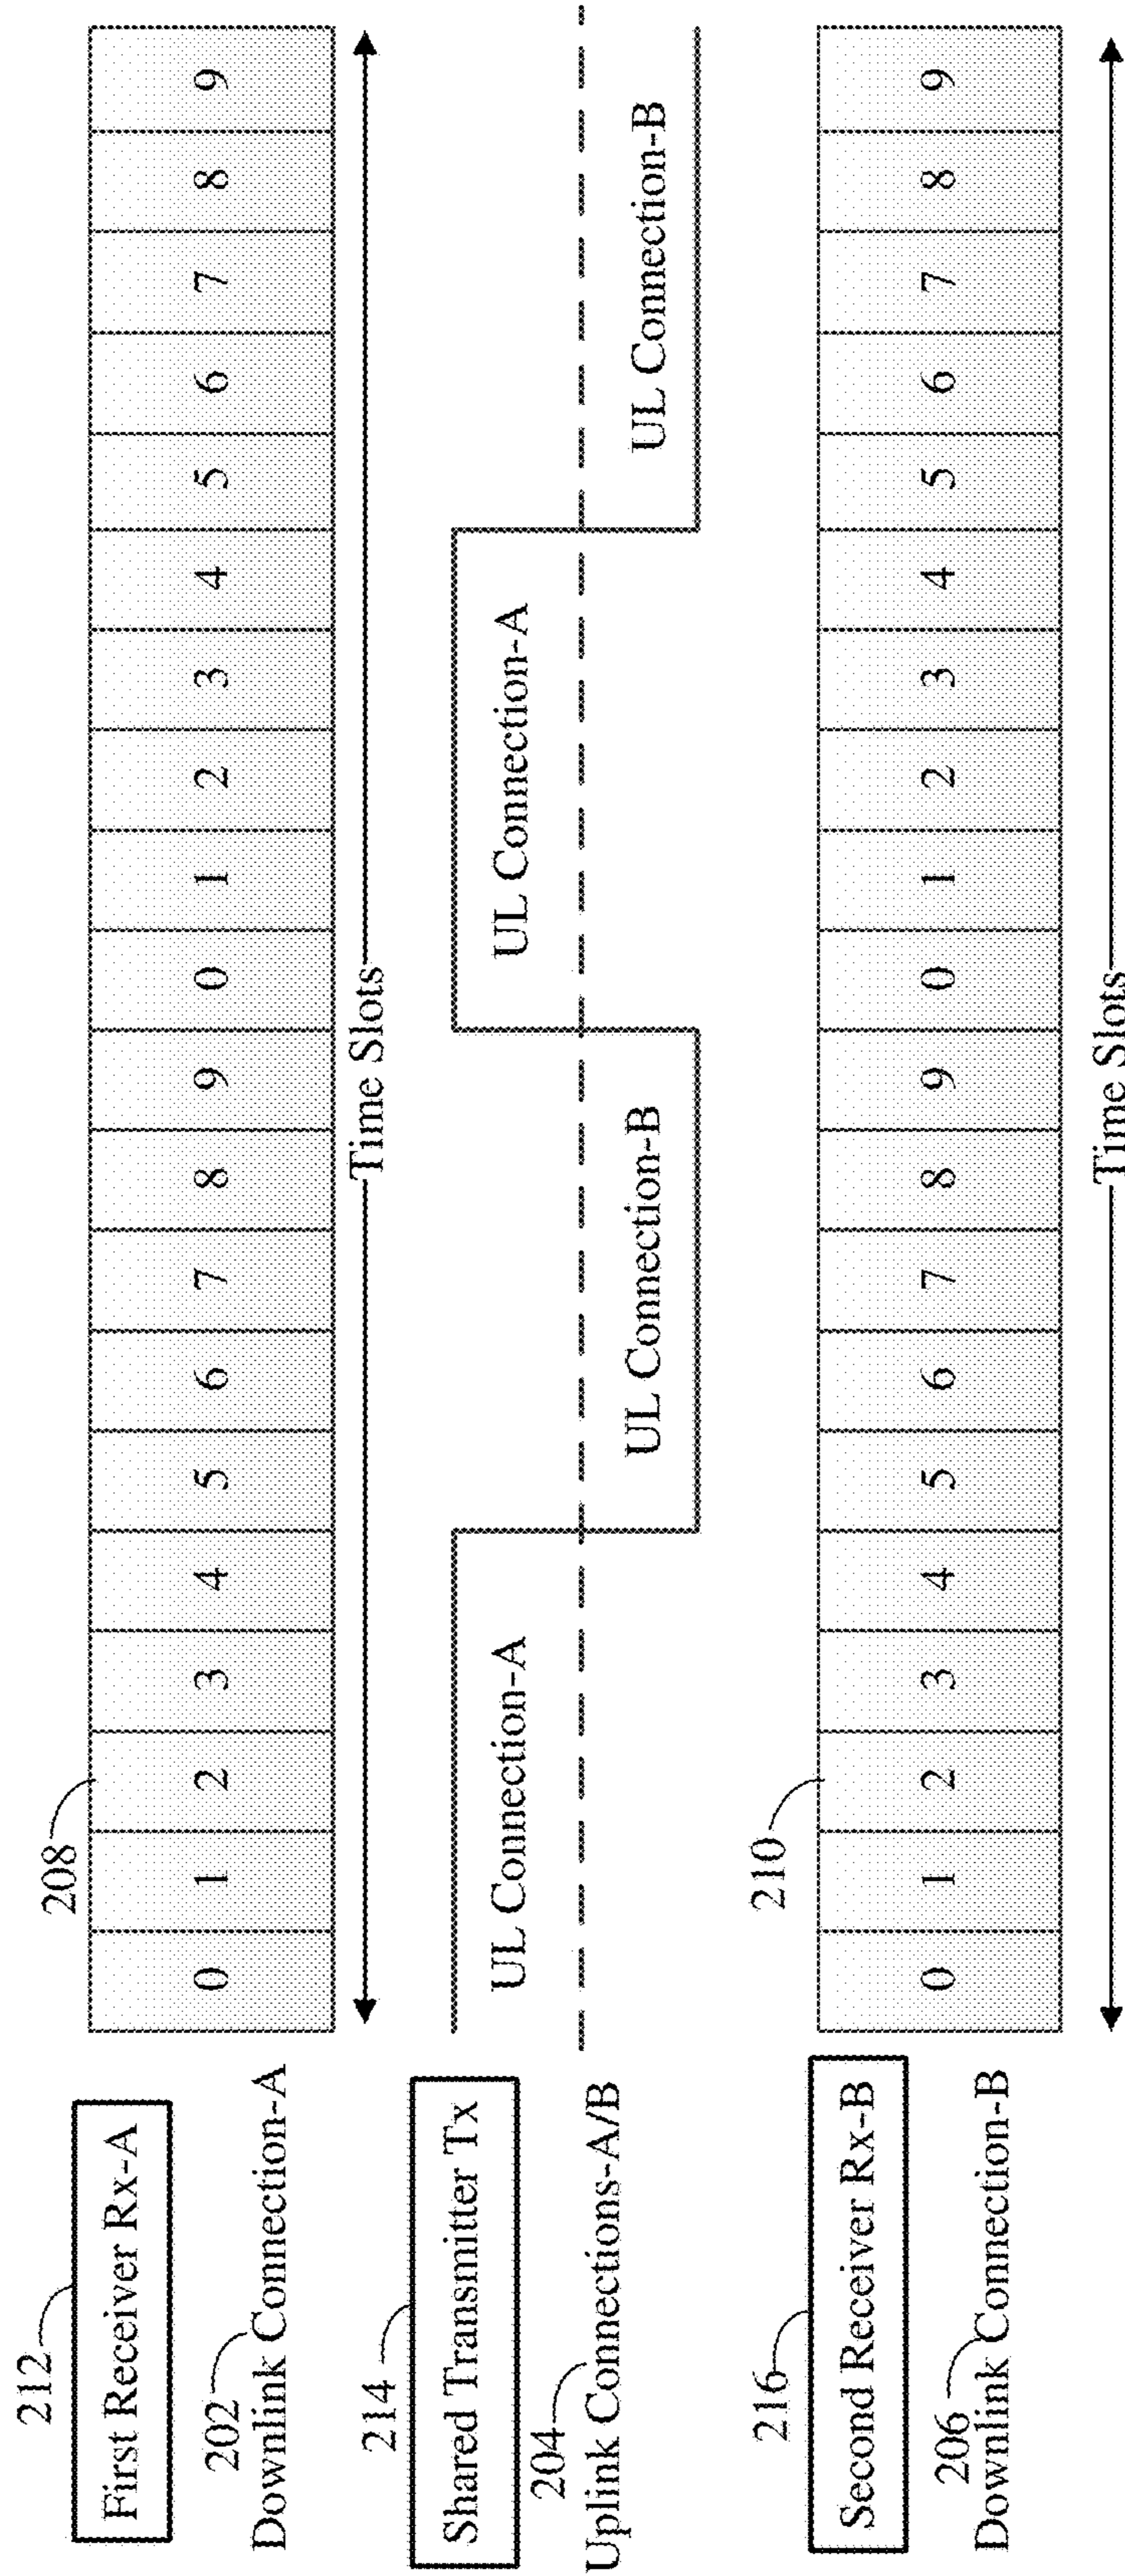 212
First Receiver Rx-A
202
Downlink Connection-A
208
0 1 2 3 4 5 6 7 8 9 0 1 2 3 4 5 6 7 8 9
Time Slots
214
Shared Transmitter Tx
204
Uplink Connections-A/B
UL Connection-A
UL Connection-B
UL Connection-A
UL Connection-B
216
Second Receiver Rx-B
206
Downlink Connection-B
210
0 1 2 3 4 5 6 7 8 9 0 1 2 3 4 5 6 7 8 9
Time Slots